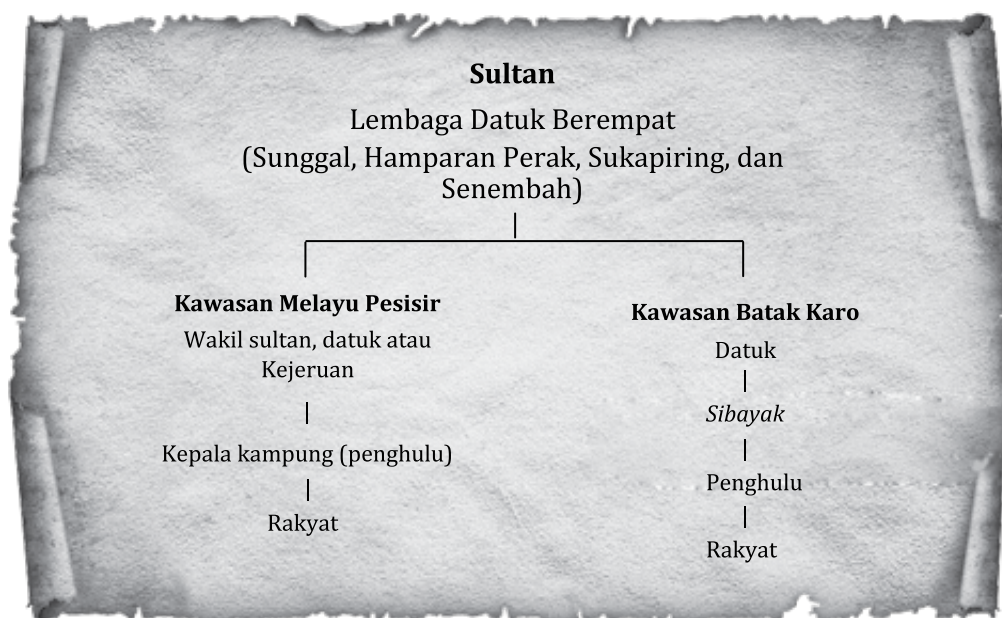 Sultan
Lembaga Datuk Berempat
(Sunggal, Hamparan Perak, Sukapiring, dan
Senembah)
Kawasan Melayu Pesisir
Wakil sultan, datuk atau
Kejeruan
Kepala kampung (penghulu)
Rakyat
Kawasan Batak Karo
Datuk
Sibayak
Penghulu
Rakyat